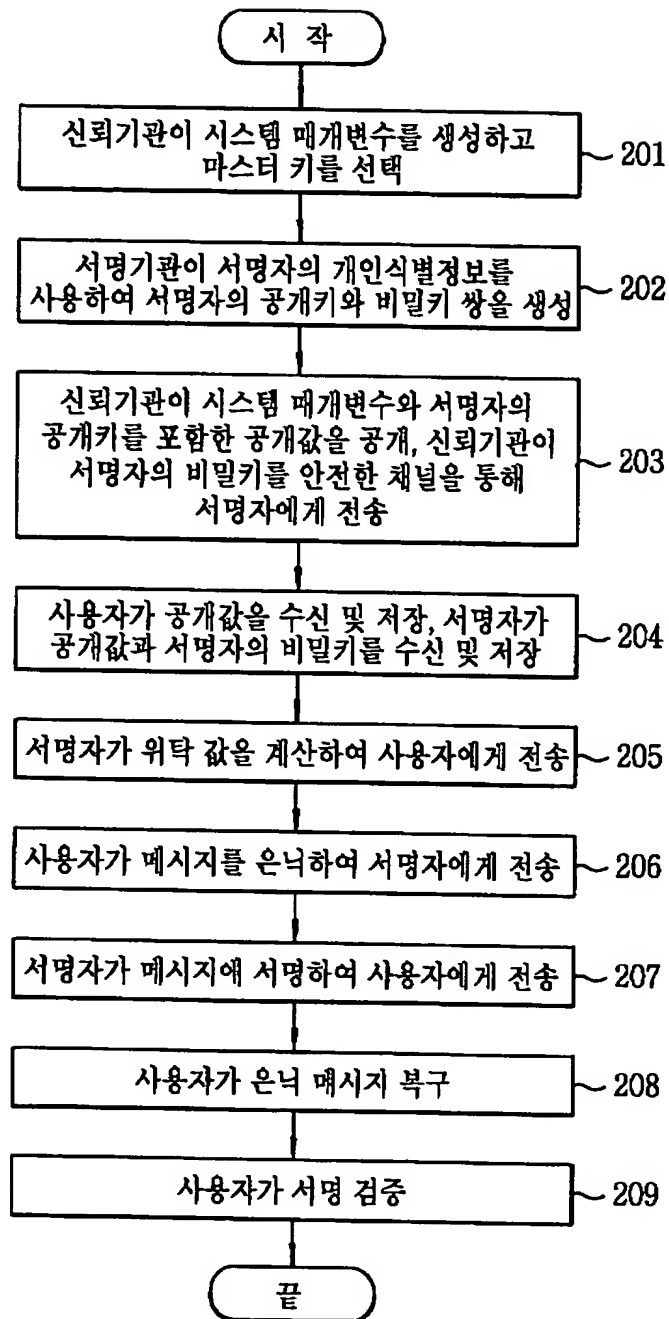 시 작
신뢰기관이 시스템 매개변수를 생성하고
마스터 키를 선택
201
서명기관이 서명자의 개인식별정보를
사용하여 서명자의 공개키와 비밀키 쌍을 생성
202
신뢰기관이 시스템 매개변수와 서명자의
공개키를 포함한 공개값을 공개, 신뢰기관이
서명자의 비밀키를 안전한 채널을 통해
서명자에게 전송
203
사용자가 공개값을 수신 및 저장, 서명자가
공개값과 서명자의 비밀키를 수신 및 저장
204
서명자가 위탁 값을 계산하여 사용자에게 전송
205
사용자가 메시지를 은닉하여 서명자에게 전송
206
서명자가 메시지에 서명하여 사용자에게 전송
207
사용자가 은닉 메시지 복구
208
사용자가 서명 검증
209
끝